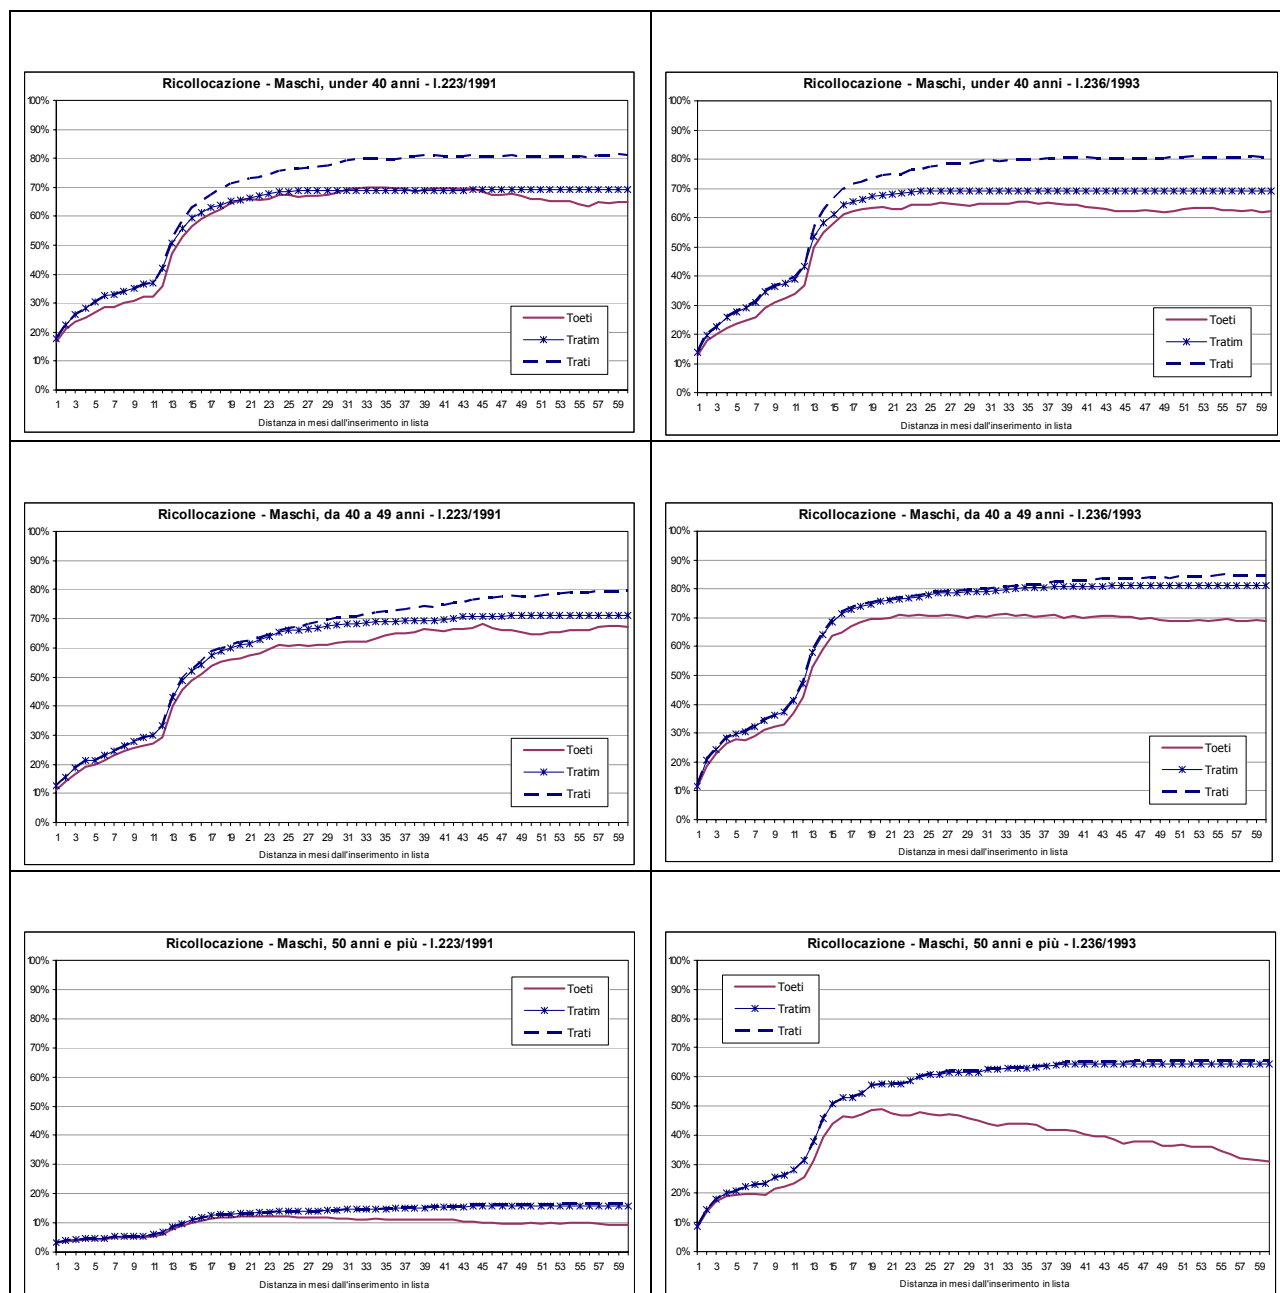 Ricollocazione - Maschi, under 40 anni - l.223/1991
100%
90%
80%
70%
60%
50%
40%
30%
20%
10%
0%
Toeti
Tratim
Trati
1 3 5 7 9 11 13 15 17 19 21 23 25 27 29 31 33 35 37 39 41 43 45 47 49 51 53 55 57 59
Distanza in mesi dall'inserimento in lista
Ricollocazione - Maschi, under 40 anni - l.236/1993
100%
90%
80%
70%
60%
50%
40%
30%
20%
10%
0%
Toeti
Tratim
Trati
1 3 5 7 9 11 13 15 17 19 21 23 25 27 29 31 33 35 37 39 41 43 45 47 49 51 53 55 57 59
Distanza in mesi dall'inserimento in lista
Ricollocazione - Maschi, da 40 a 49 anni - l.223/1991
100%
90%
80%
70%
60%
50%
40%
30%
20%
10%
0%
Toeti
Tratim
Trati
1 3 5 7 9 11 13 15 17 19 21 23 25 27 29 31 33 35 37 39 41 43 45 47 49 51 53 55 57 59
Distanza in mesi dall'inserimento in lista
Ricollocazione - Maschi, da 40 a 49 anni - l.236/1993
100%
90%
80%
70%
60%
50%
40%
30%
20%
10%
0%
Toeti
Tratim
Trati
1 3 5 7 9 11 13 15 17 19 21 23 25 27 29 31 33 35 37 39 41 43 45 47 49 51 53 55 57 59
Distanza in mesi dall'inserimento in lista
Ricollocazione - Maschi, 50 anni e più - l.223/1991
100%
90%
80%
70%
60%
50%
40%
30%
20%
10%
0%
Toeti
Tratim
Trati
1 3 5 7 9 11 13 15 17 19 21 23 25 27 29 31 33 35 37 39 41 43 45 47 49 51 53 55 57 59
Distanza in mesi dall'inserimento in lista
Ricollocazione - Maschi, 50 anni e più - l.236/1993
100%
90%
80%
70%
60%
50%
40%
30%
20%
10%
0%
Toeti
Tratim
Trati
1 3 5 7 9 11 13 15 17 19 21 23 25 27 29 31 33 35 37 39 41 43 45 47 49 51 53 55 57 59
Distanza in mesi dall'inserimento in lista